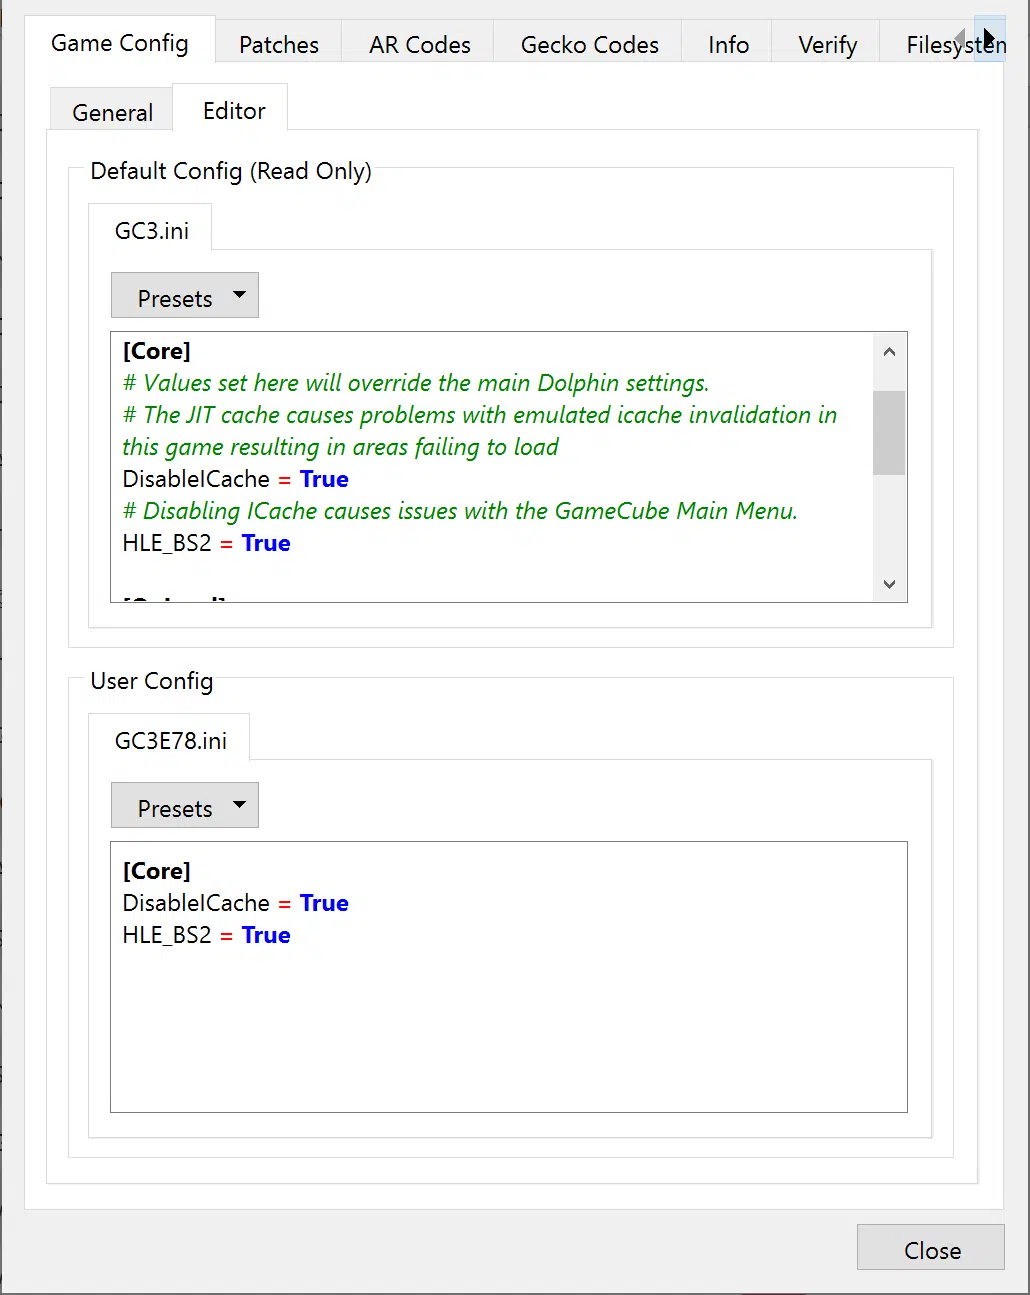 Game Config Patches AR Codes Gecko Codes Info Verify
General Editor
Default Config (Read Only)
GC3.ini
Presets
[Core]
# Values set here will override the main Dolphin settings.
# The JIT cache causes problems with emulated icache invalidation in
this game resulting in areas failing to load
DisableICache = True
# Disabling ICache causes issues with the GameCube Main Menu.
HLE_BS2 = True
User Config
GC3E78.ini
Presets
[Core]
DisableICache = True
HLE_BS2 = True
Close